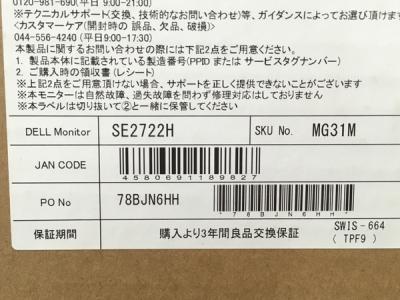 0120-981-690(平日9:00-21:00)
※テクニカルサポート(交換、技術的なお問い合わせ)等、ガイダンスによってお選び頂けます
<カスタマーケア(開封時の 誤品、欠品、破損)>
044-556-4240(平日9:00-17:30)
本製品に関するお問い合わせの際には下記2点をご用意ください。
1. 製品本体に記載されている製造番号(PPID または サービスタグナンバー)
2. ご購入時の領収書(レシート)
※上記2点をご用意頂けない場合、サポートを正しく提供できないことがございます
※本モニターは自然故障、過失故障を問わず修理対応はしておりません
※本ラベルは切り抜いて②と一緒に保管してください
DELL Monitor SE2722H SKU No. MG31M
JAN CODE
4580691189827
PO No 78BJN6HH
*78BJN6HH*
保証期間 購入より3年間良品交換保証 SWIS-664
(TPF9 )